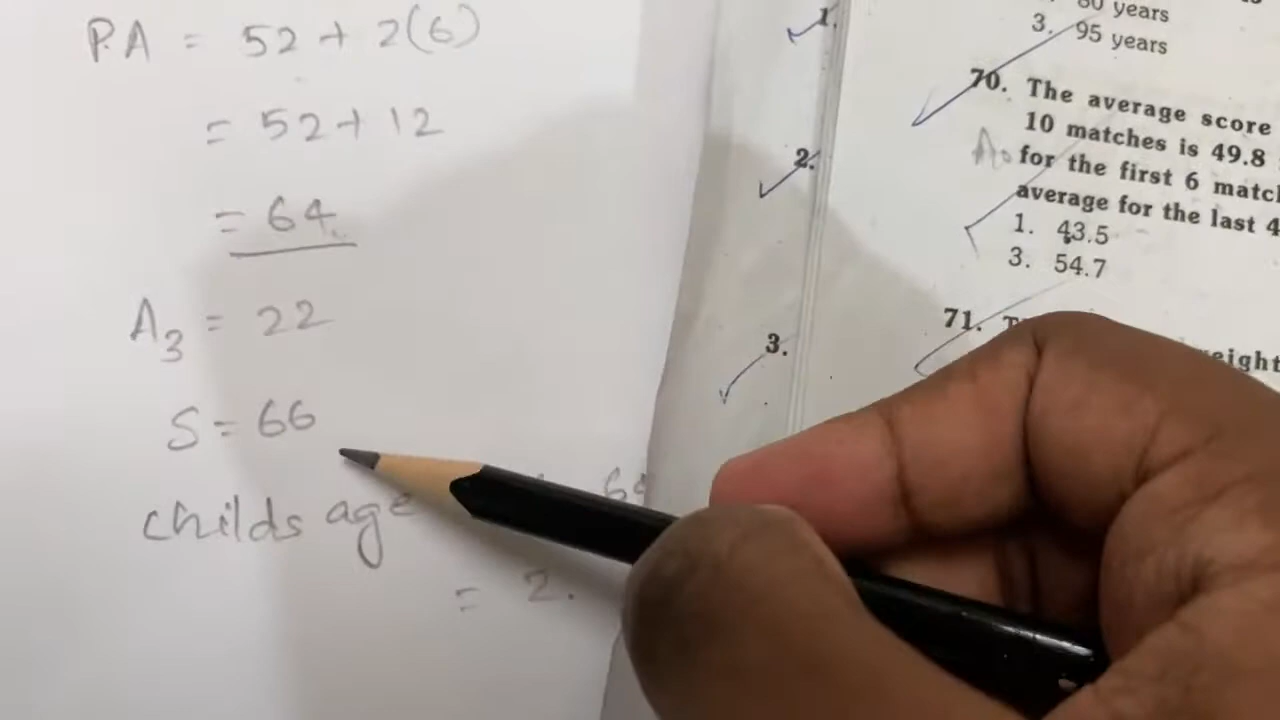 P.A = 52 + 2(6)
= 52 + 12
= 64
A3 = 22
S = 66
childs age
= 2.
1.
2.
3.
80 years
3. 95 years
70. The average score
10 matches is 49.8
for the first 6 matc
average for the last 4
1. 43.5
3. 54.7
71.
eight